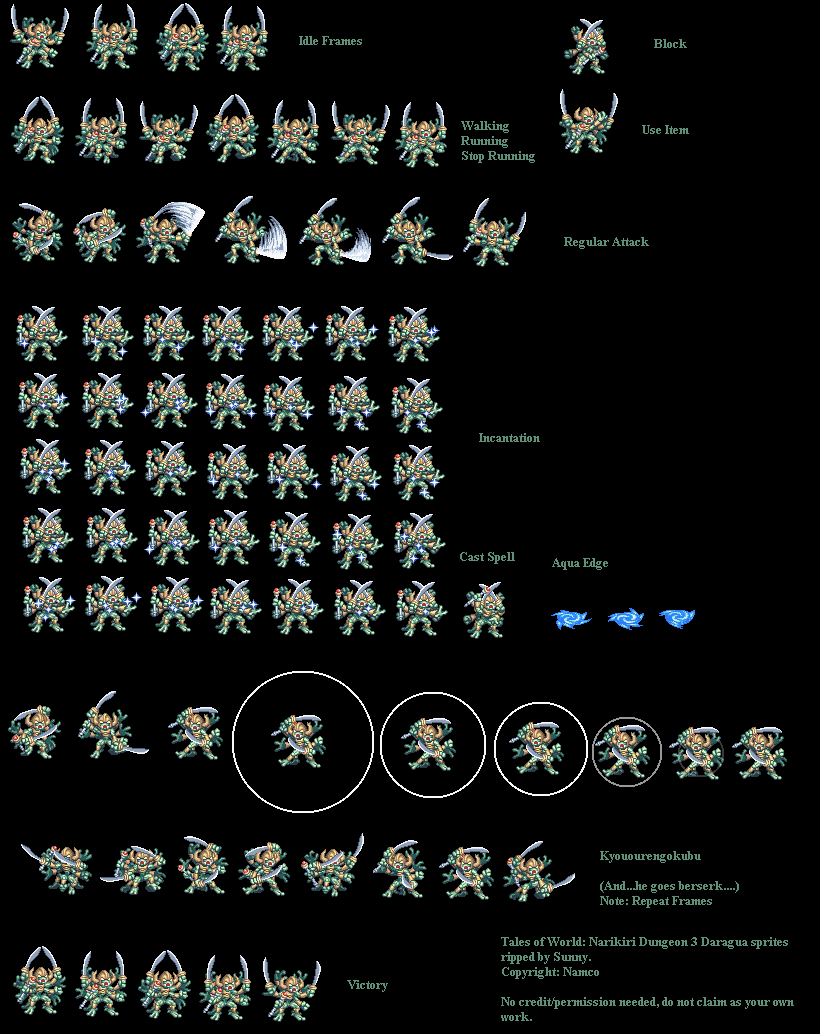 Idle Frames
Block
Walking
Running
Stop Running
Use Item
Regular Attack
Incantation
Cast Spell
Aqua Edge
Kyouourengokubu
(And...he goes berserk....)
Note: Repeat Frames
Tales of World: Narikiri Dungeon 3 Daragua sprites
ripped by Sunny.
Copyright: Namco
No credit/permission needed, do not claim as your own
work.
Victory